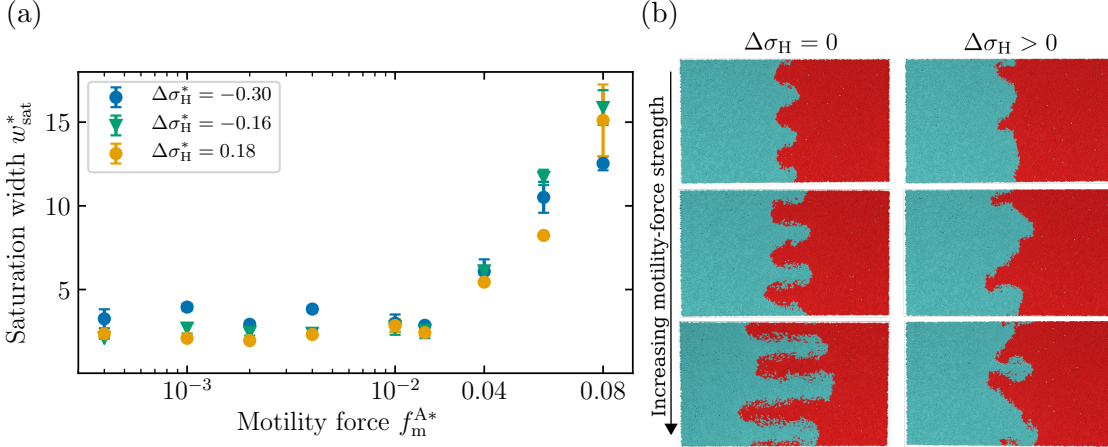 (a)
Saturation width w*sat
15
10
5
Δσ*H = −0.30
Δσ*H = −0.16
Δσ*H = 0.18
10−3
10−2
0.04
0.08
Motility force fA*m
(b)
ΔσH = 0
ΔσH > 0
Increasing motility-force strength